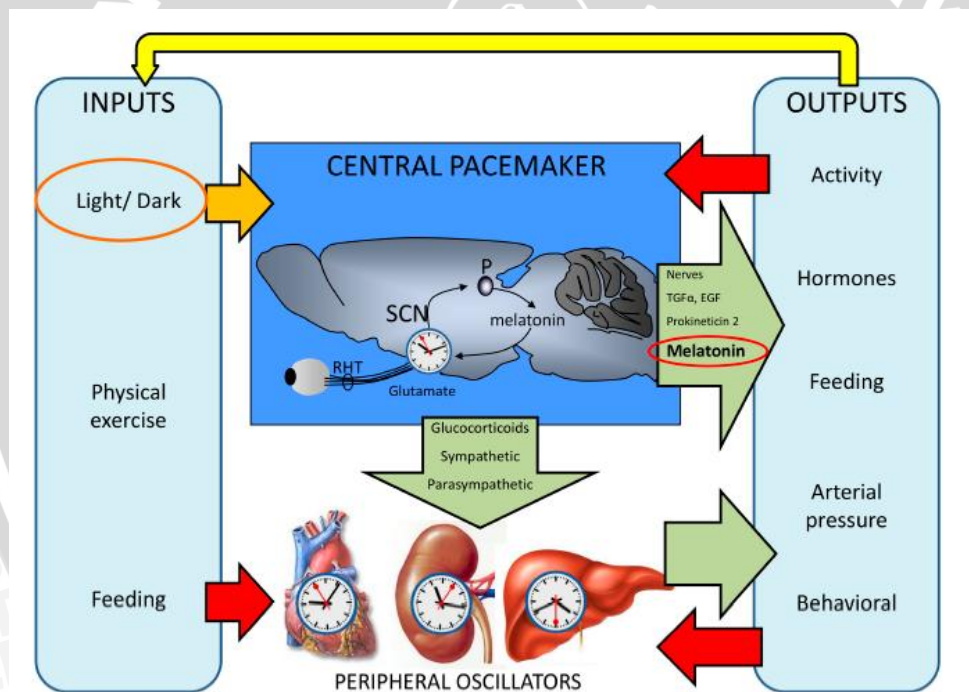 INPUTS
Light/ Dark
Physical
exercise
Feeding
CENTRAL PACEMAKER
P
SCN
melatonin
RHT
Glutamate
Nerves
TGFα, EGF
Prokineticin 2
Melatonin
Glucocorticoids
Sympathetic
Parasympathetic
PERIPHERAL OSCILLATORS
OUTPUTS
Activity
Hormones
Feeding
Arterial
pressure
Behavioral